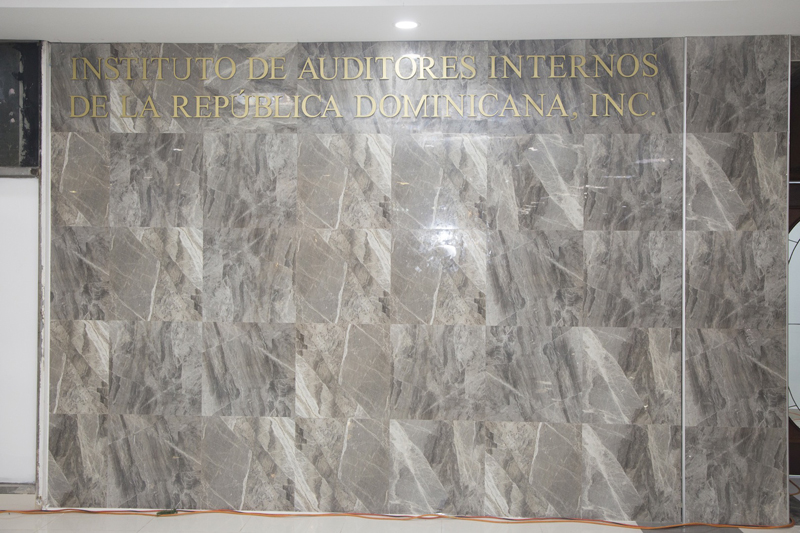 INSTITUTO DE AUDITORES INTERNOS
DE LA REPÚBLICA DOMINICANA, INC.